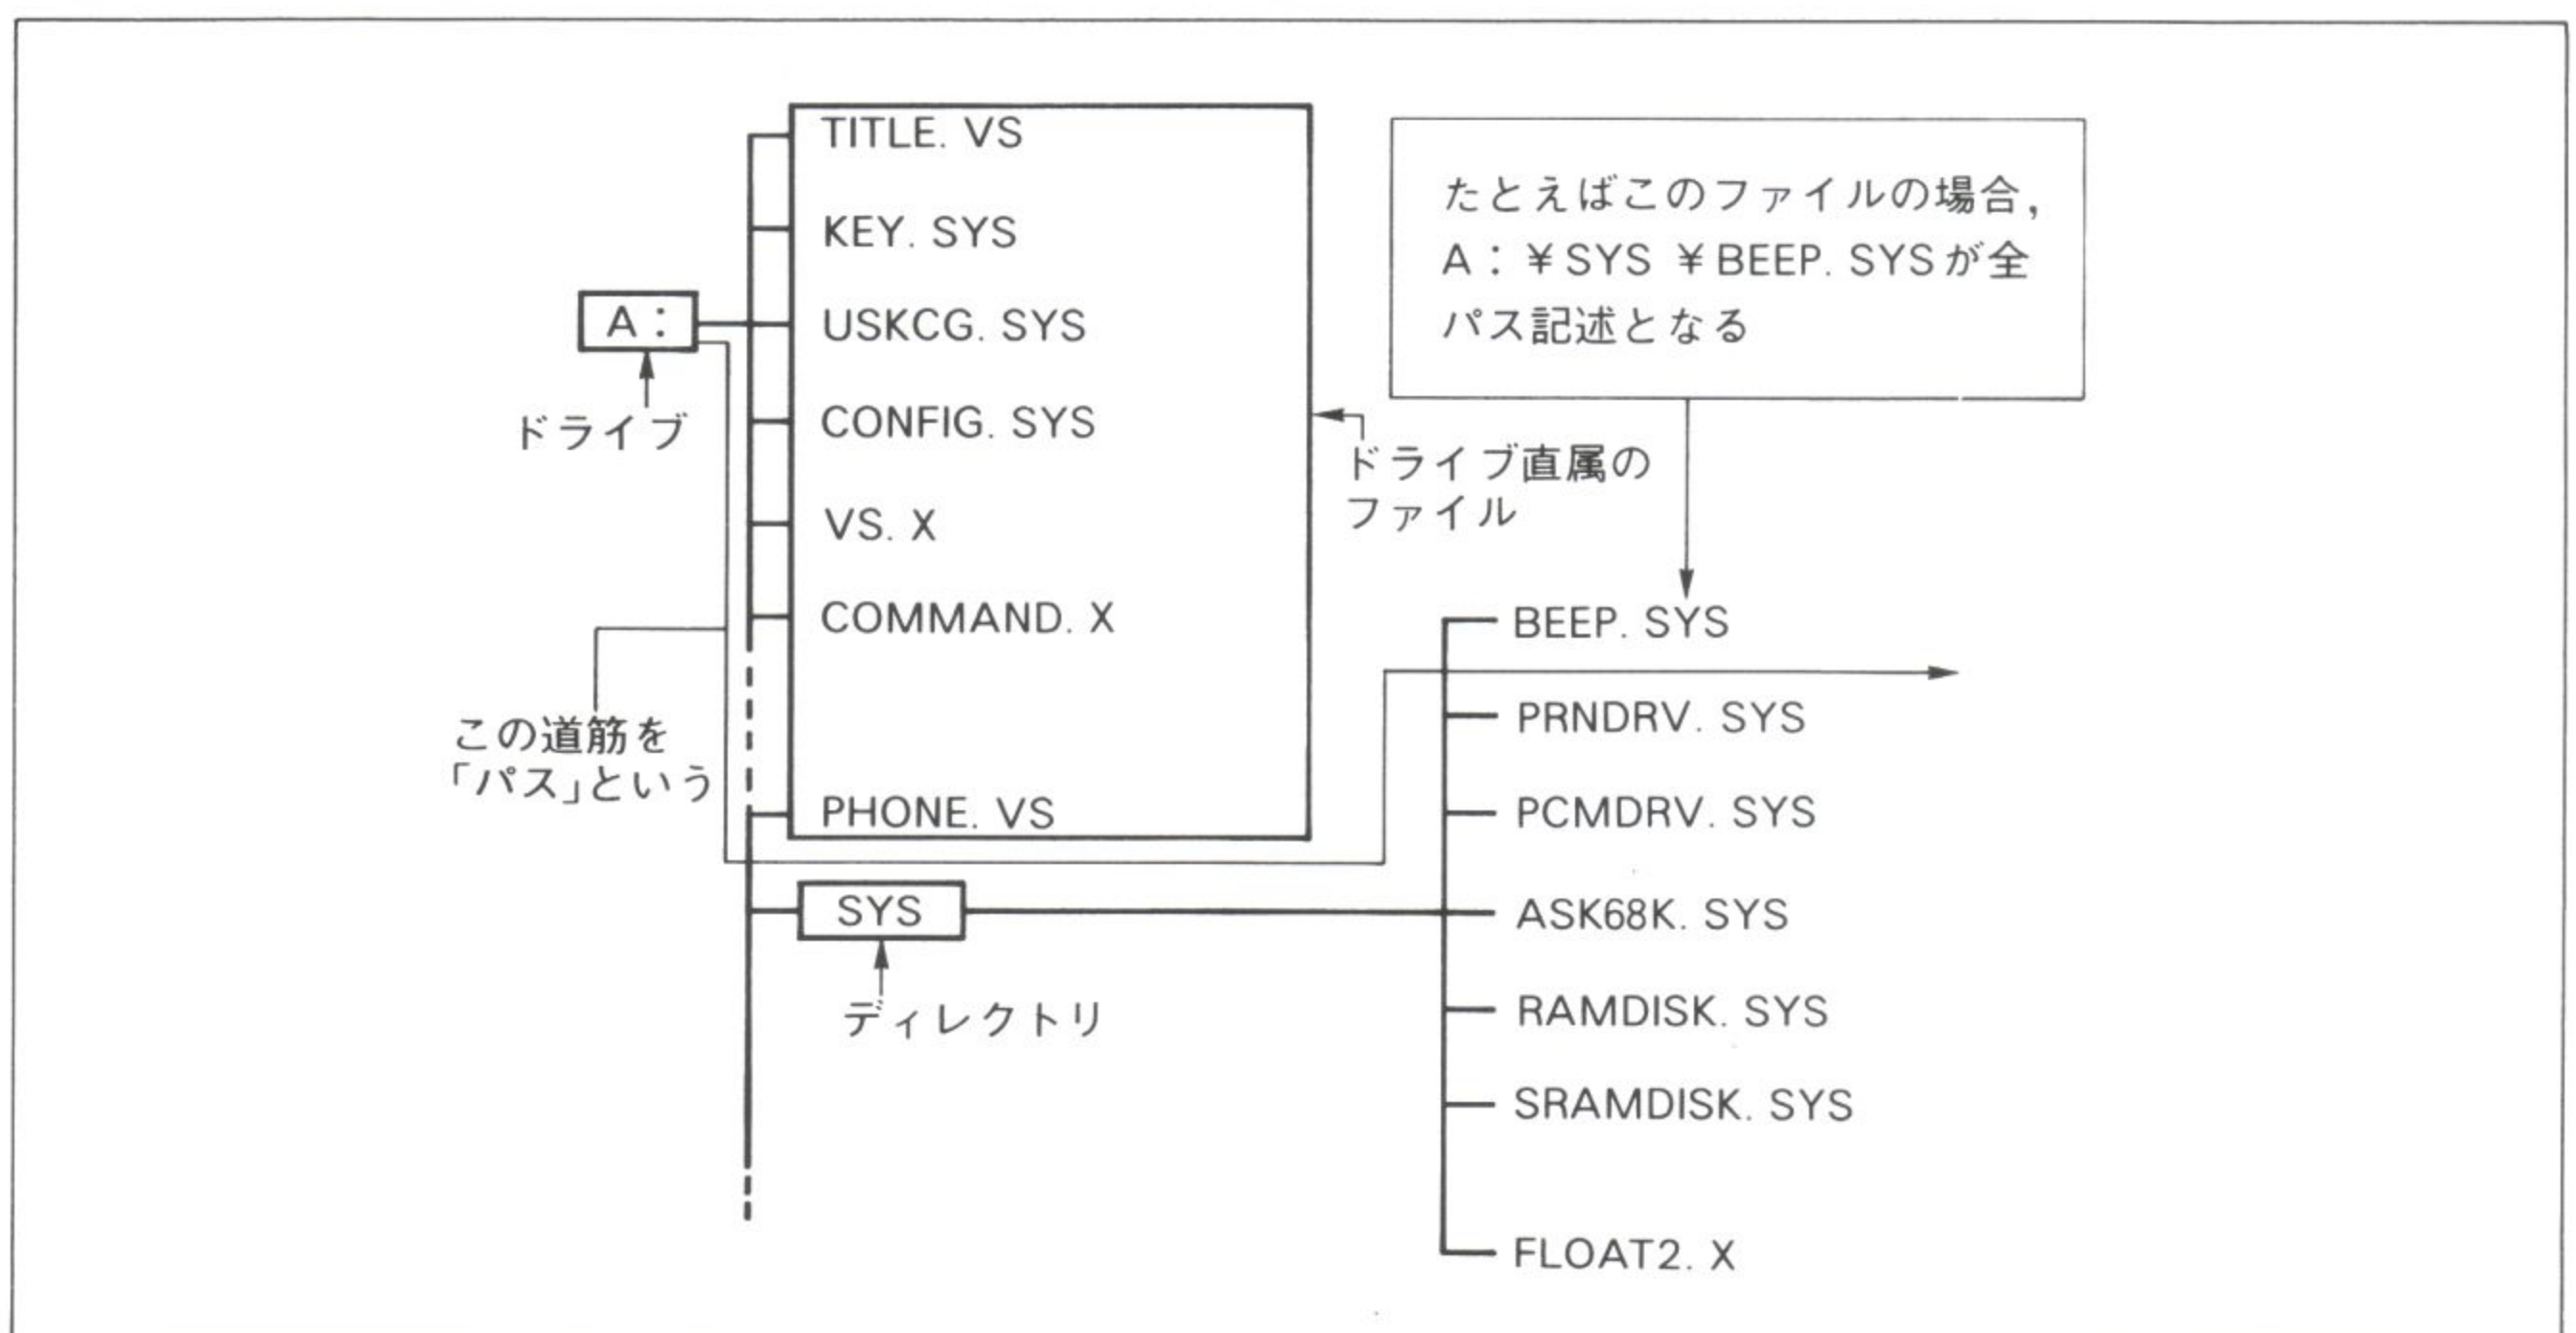 TITLE. VS
KEY. SYS
A：
USKCG. SYS
ドライブ
CONFIG. SYS
VS. X
COMMAND. X
この道筋を
「パス」という
PHONE. VS
SYS
ディレクトリ
たとえばこのファイルの場合，
A：￥SYS ￥BEEP. SYSが全
パス記述となる
ドライブ直属の
ファイル
BEEP. SYS
PRNDRV. SYS
PCMDRV. SYS
ASK68K. SYS
RAMDISK. SYS
SRAMDISK. SYS
FLOAT2. X